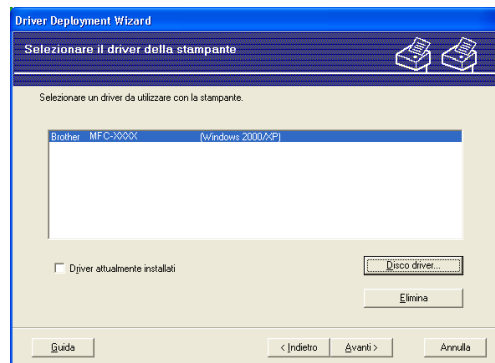 Driver Deployment Wizard
Selezionare il driver della stampante
Selezionare un driver da utilizzare con la stampante.
Brother MFC-XXXX (Windows 2000/XP)
Driver attualmente installati
Disco driver...
Elimina
Guida
< Indietro
Avanti >
Annulla